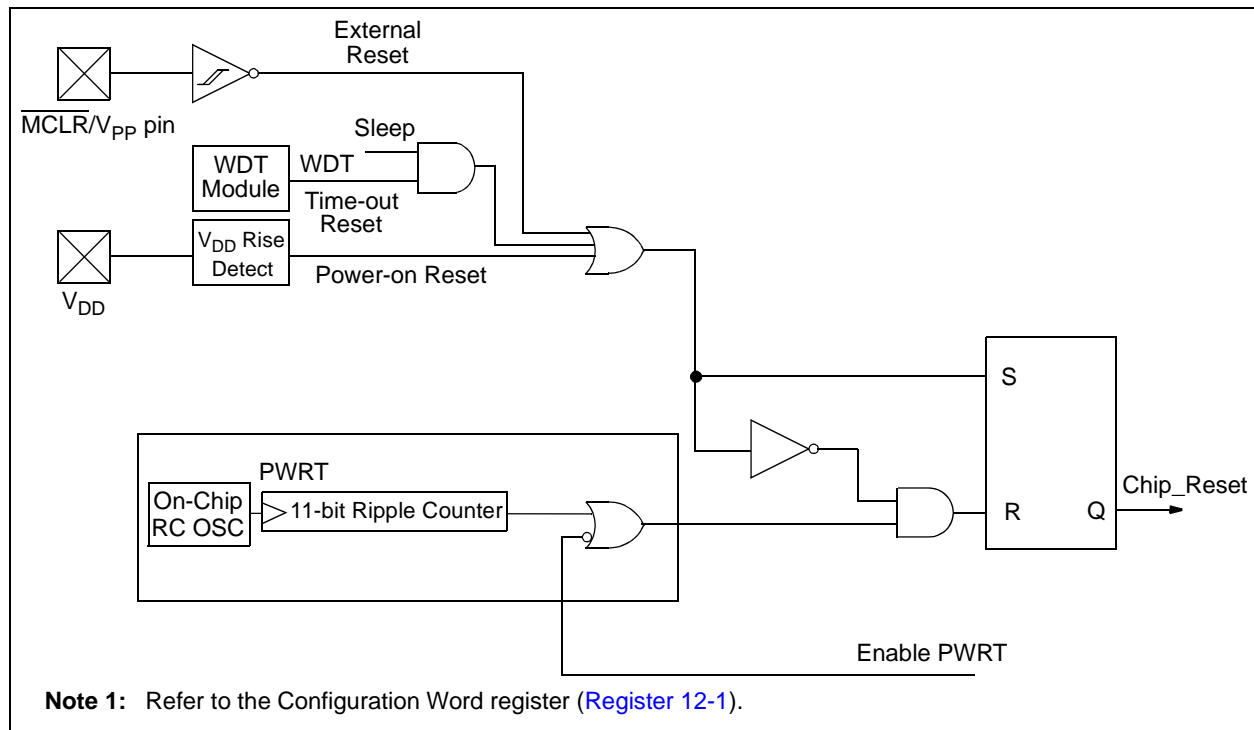 External
Reset
MCLR/VPP pin
Sleep
WDT
Module
WDT
Time-out
Reset
VDD Rise
Detect
Power-on Reset
VDD
S
PWRT
On-Chip
RC OSC
11-bit Ripple Counter
R
Q
Chip_Reset
Enable PWRT
Note 1: Refer to the Configuration Word register (Register 12-1).